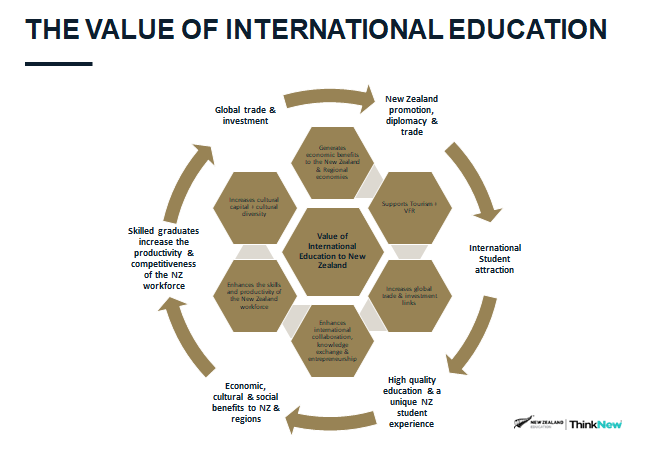 THE VALUE OF INTERNATIONAL EDUCATION
Global trade &
investment
New Zealand
promotion,
diplomacy &
trade
Generates
economic benefits
to the New Zealand
& Regional
economies
Increases cultural
capital / cultural
diversity
Supports Tourism /
VFR
Value of
International
Education to New
Zealand
Skilled graduates
increase the
productivity &
competitiveness
of the NZ
workforce
International
Student
attraction
Enhances the skills
and productivity of
the New Zealand
workforce
Increases global
trade & investment
links
Enhances
international
collaboration,
knowledge
exchange &
entrepreneurship
Economic,
cultural & social
benefits to NZ &
regions
High quality
education & a
unique NZ
student
experience
NEW ZEALAND
EDUCATION
ThinkNew